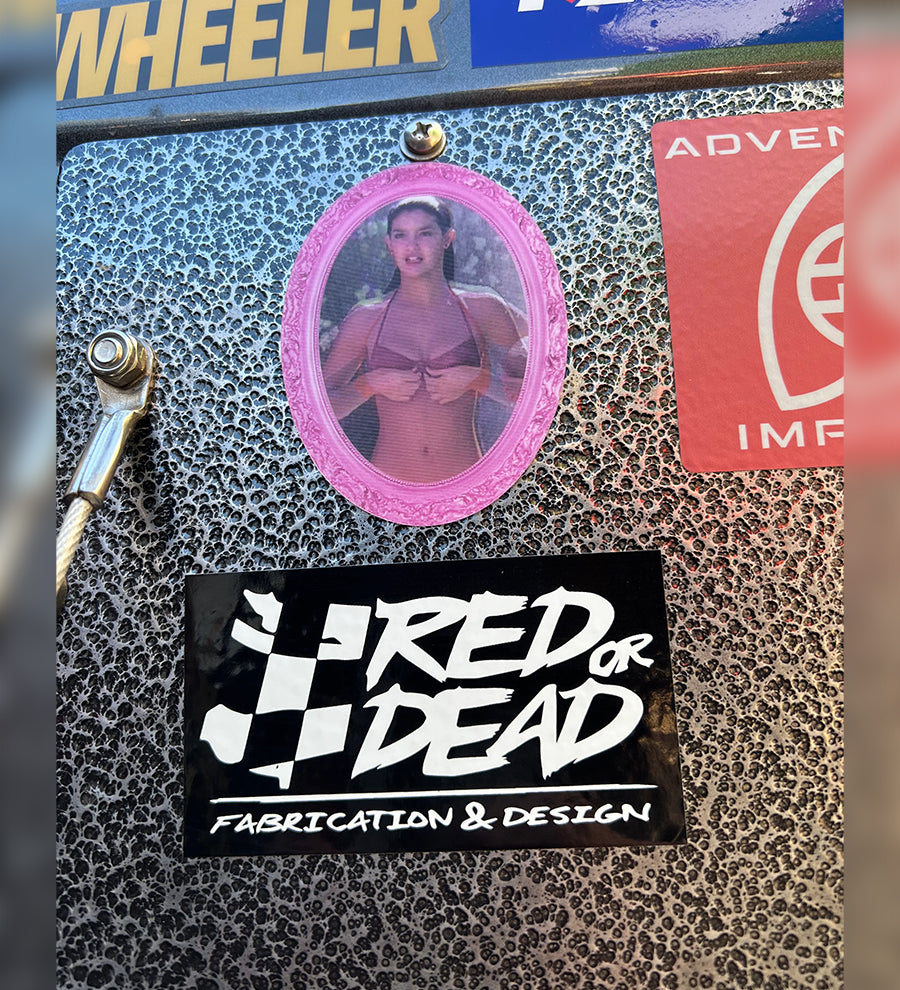 WHEELER
ADVEN
IMP
RED
OR
DEAD
FABRICATION & DESIGN